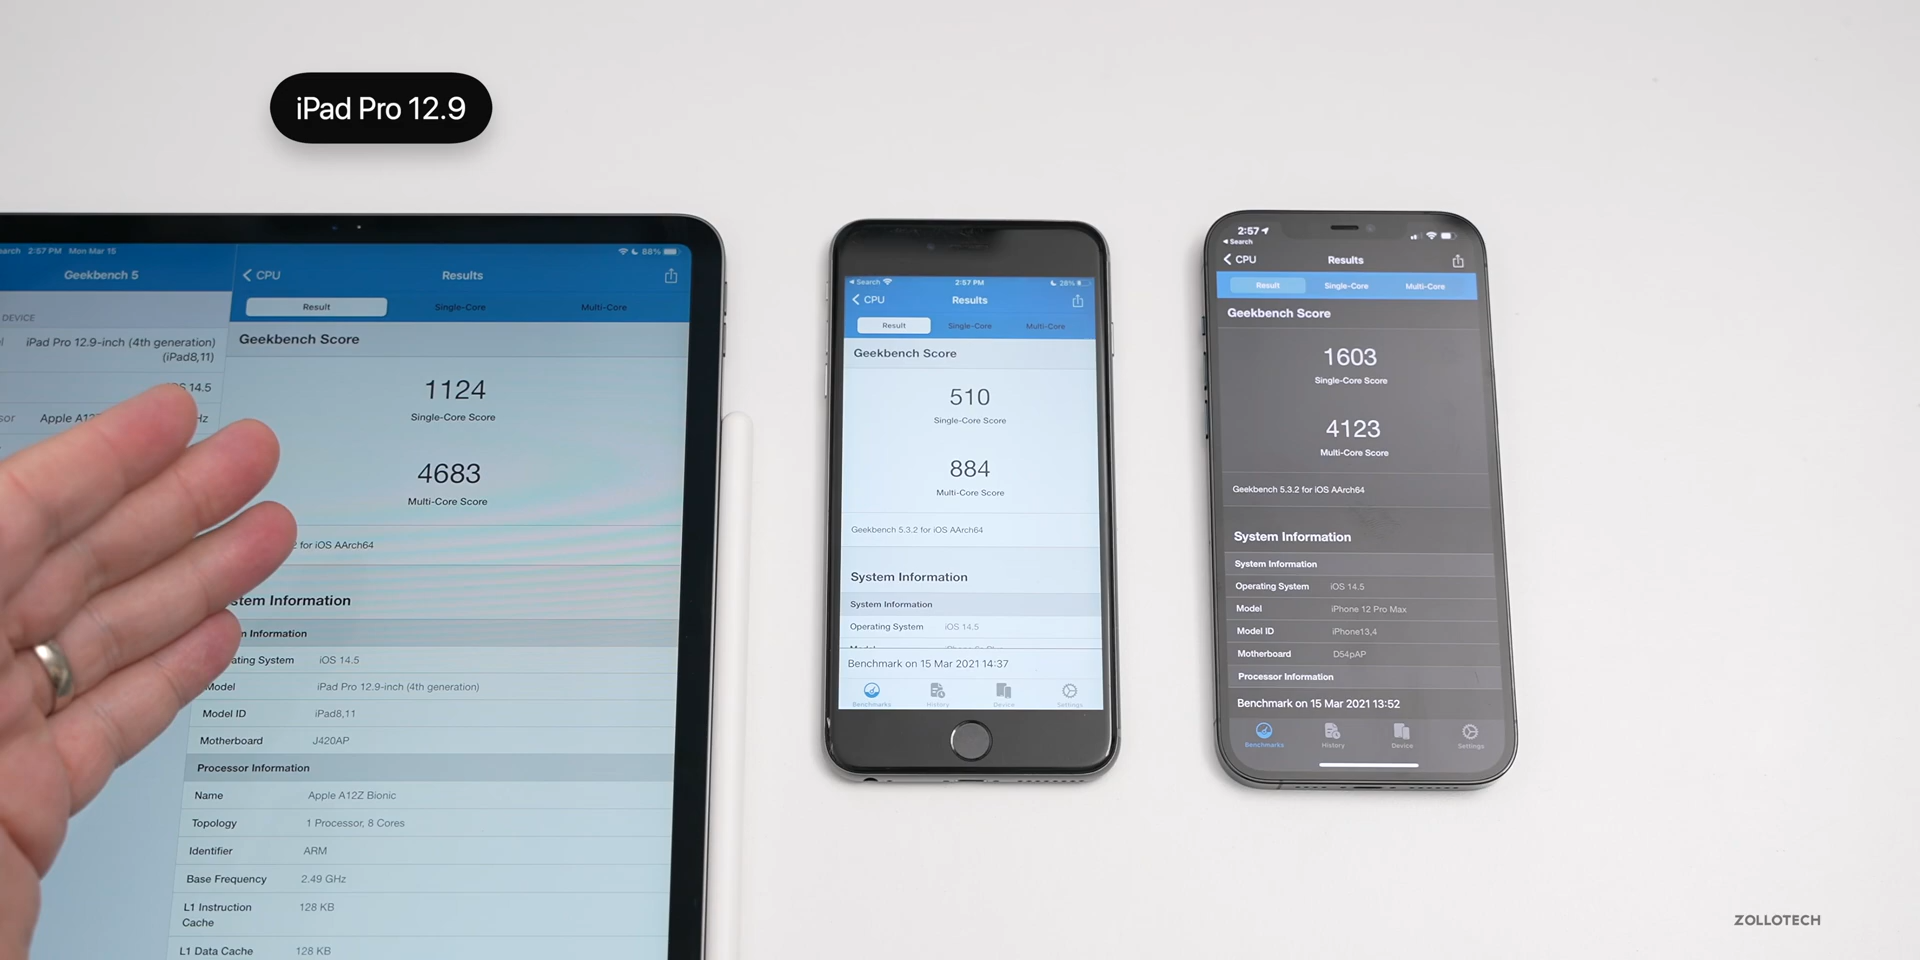 iPad Pro 12.9
2:57 PM Mon Mar 15
88%
Geekbench 5
CPU
Results
Result
Single-Core
Multi-Core
DEVICE
iPad Pro 12.9-inch (4th generation)
(iPad8,11)
14.5
Apple
Geekbench Score
1124
Single-Core Score
4683
Multi-Core Score
for iOS AArch64
Information
System
iOS 14.5
Model
iPad Pro 12.9-inch (4th generation)
Model ID
iPad8,11
Motherboard
J420AP
Processor Information
Name
Apple A12Z Bionic
Topology
1 Processor, 8 Cores
Identifier
ARM
Base Frequency
2.49 GHz
L1 Instruction
Cache
128 KB
L1 Data Cache
128 KB
Search
2:57 PM
28%
CPU
Results
Result
Single-Core
Multi-Core
Geekbench Score
510
Single-Core Score
884
Multi-Core Score
Geekbench 5.3.2 for iOS AArch64
System Information
System Information
Operating System
iOS 14.5
Benchmark on 15 Mar 2021 14:37
Benchmarks
History
Device
Settings
2:57
Search
CPU
Results
Result
Single-Core
Multi-Core
Geekbench Score
1603
Single-Core Score
4123
Multi-Core Score
Geekbench 5.3.2 for iOS AArch64
System Information
System Information
Operating System
iOS 14.5
Model
iPhone 12 Pro Max
Model ID
iPhone13,4
Motherboard
D54pAP
Processor Information
Benchmark on 15 Mar 2021 13:52
Benchmarks
History
Device
Settings
ZOLLOTECH